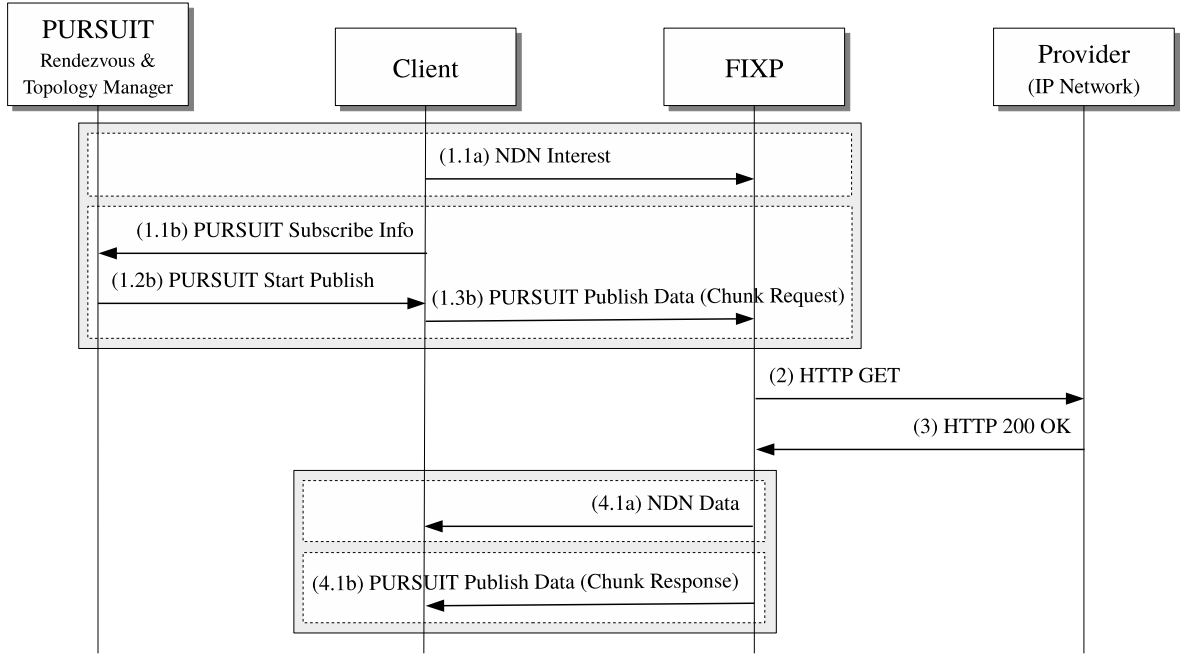 PURSUIT
Rendezvous &
Topology Manager
Client
FIXP
Provider
(IP Network)
(1.1a) NDN Interest
(1.1b) PURSUIT Subscribe Info
(1.2b) PURSUIT Start Publish
(1.3b) PURSUIT Publish Data (Chunk Request)
(2) HTTP GET
(3) HTTP 200 OK
(4.1a) NDN Data
(4.1b) PURSUIT Publish Data (Chunk Response)